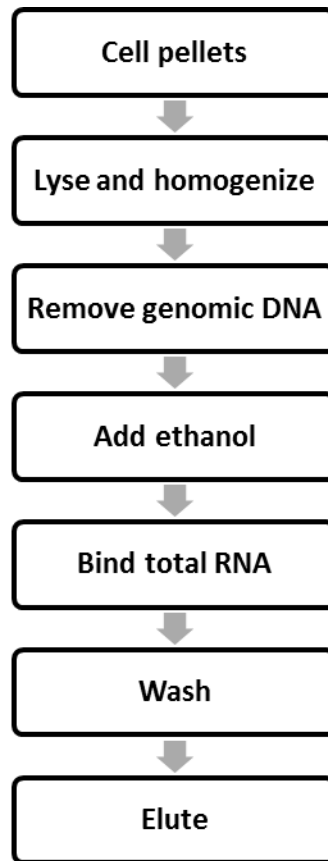 Cell pellets
Lyse and homogenize
Remove genomic DNA
Add ethanol
Bind total RNA
Wash
Elute